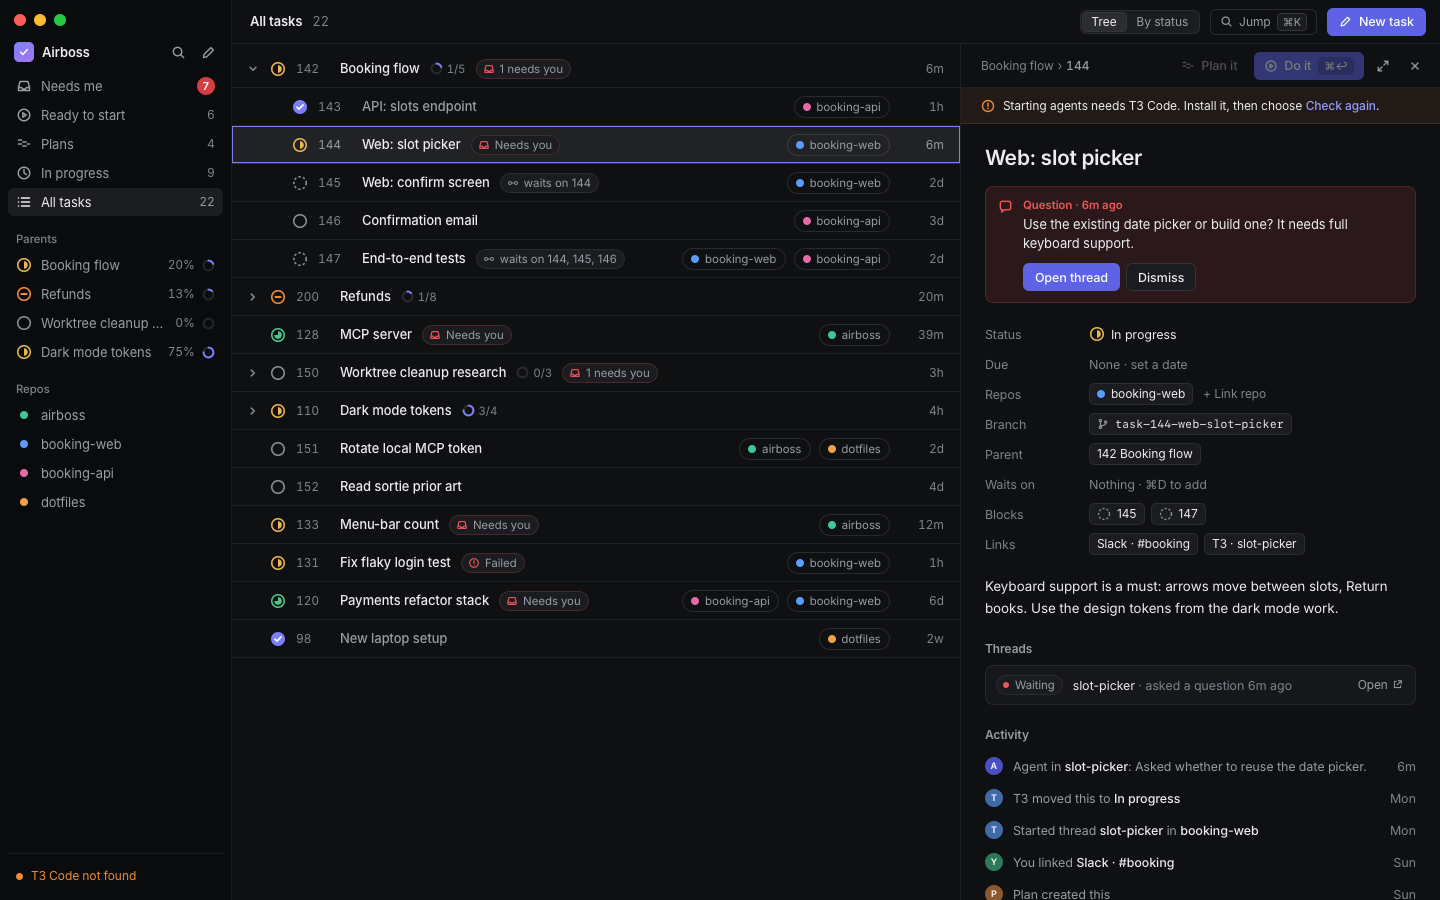 Airboss
Needs me 7
Ready to start 6
Plans 4
In progress 9
All tasks 22
Parents
Booking flow 20%
Refunds 13%
Worktree cleanup ... 0%
Dark mode tokens 75%
Repos
airboss
booking-web
booking-api
dotfiles
T3 Code not found
All tasks 22
Tree By status Jump ⌘K New task
142 Booking flow 1/5 1 needs you 6m
143 API: slots endpoint booking-api 1h
144 Web: slot picker Needs you booking-web 6m
145 Web: confirm screen waits on 144 booking-web 2d
146 Confirmation email booking-api 3d
147 End-to-end tests waits on 144, 145, 146 booking-web booking-api 2d
200 Refunds 1/8 20m
128 MCP server Needs you airboss 39m
150 Worktree cleanup research 0/3 1 needs you 3h
110 Dark mode tokens 3/4 4h
151 Rotate local MCP token airboss dotfiles 2d
152 Read sortie prior art 4d
133 Menu-bar count Needs you airboss 12m
131 Fix flaky login test Failed booking-web 1h
120 Payments refactor stack Needs you booking-api booking-web 6d
98 New laptop setup dotfiles 2w
Booking flow › 144 Plan it Do it ⌘↩
Starting agents needs T3 Code. Install it, then choose Check again.
Web: slot picker
Question · 6m ago
Use the existing date picker or build one? It needs full
keyboard support.
Open thread Dismiss
Status In progress
Due None · set a date
Repos booking-web + Link repo
Branch task-144-web-slot-picker
Parent 142 Booking flow
Waits on Nothing · ⌘D to add
Blocks 145 147
Links Slack · #booking T3 · slot-picker
Keyboard support is a must: arrows move between slots, Return
books. Use the design tokens from the dark mode work.
Threads
Waiting slot-picker · asked a question 6m ago Open
Activity
A Agent in slot-picker: Asked whether to reuse the date picker. 6m
T T3 moved this to In progress Mon
T Started thread slot-picker in booking-web Mon
Y You linked Slack · #booking Sun
P Plan created this Sun